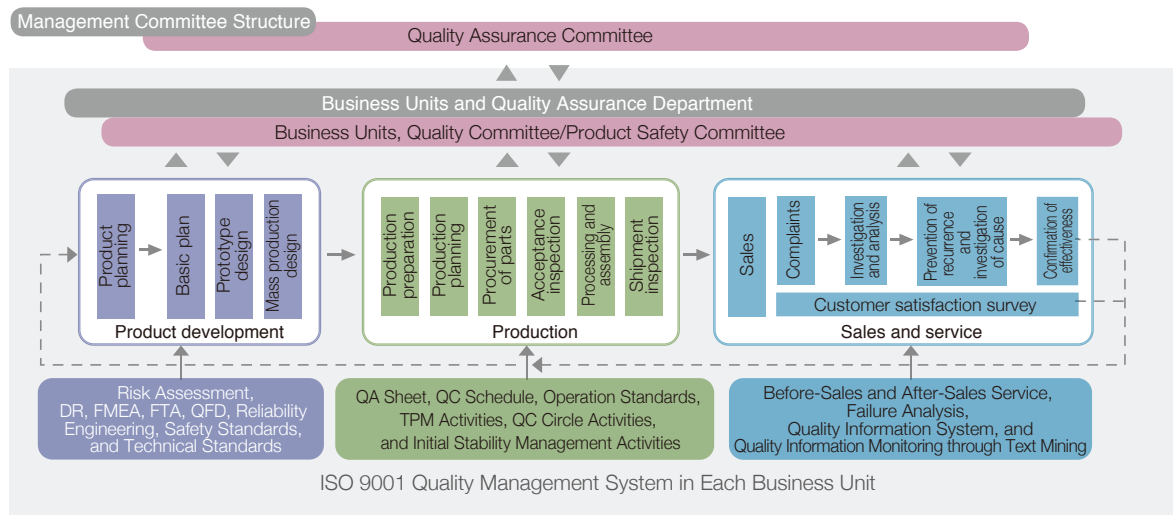 Management Committee Structure
Quality Assurance Committee
Business Units and Quality Assurance Department
Business Units, Quality Committee/Product Safety Committee
Product
planning
Basic plan
Prototype
design
Mass production
design
Product development
Production
preparation
Production
planning
Procurement
of parts
Acceptance
inspection
Processing and
assembly
Shipment
inspection
Production
Sales
Complaints
Investigation
and analysis
Prevention of
recurrence
and
investigation
of cause
Confirmation of
effectiveness
Customer satisfaction survey
Sales and service
Risk Assessment,
DR, FMEA, FTA, QFD, Reliability
Engineering, Safety Standards,
and Technical Standards
QA Sheet, QC Schedule, Operation Standards,
TPM Activities, QC Circle Activities,
and Initial Stability Management Activities
Before-Sales and After-Sales Service,
Failure Analysis,
Quality Information System, and
Quality Information Monitoring through Text Mining
ISO 9001 Quality Management System in Each Business Unit